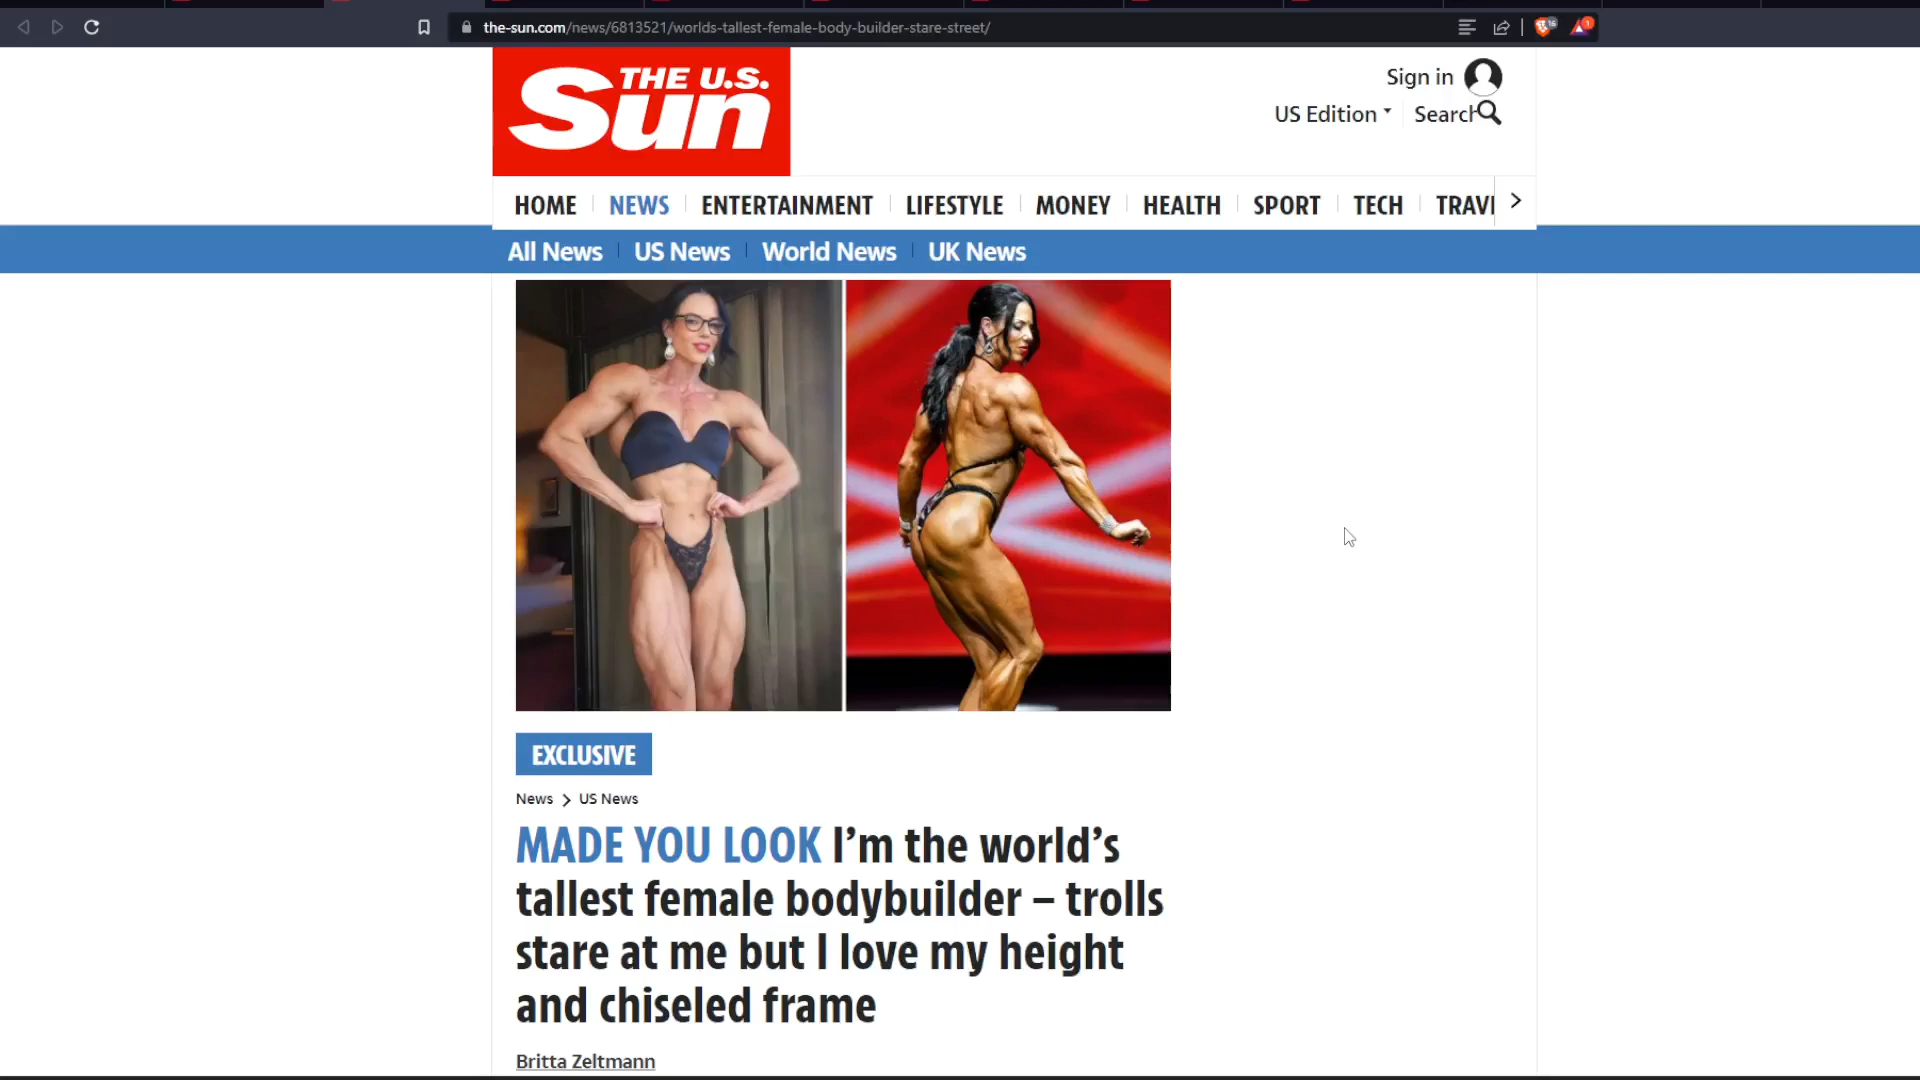 the-sun.com/news/6813521/worlds-tallest-female-body-builder-stare-street/
16
1
THE U.S.
Sun
Sign in
US Edition
Search
HOME
NEWS
ENTERTAINMENT
LIFESTYLE
MONEY
HEALTH
SPORT
TECH
TRAV
All News
US News
World News
UK News
EXCLUSIVE
News
US News
MADE YOU LOOK I'm the world's
tallest female bodybuilder – trolls
stare at me but I love my height
and chiseled frame
Britta Zeltmann